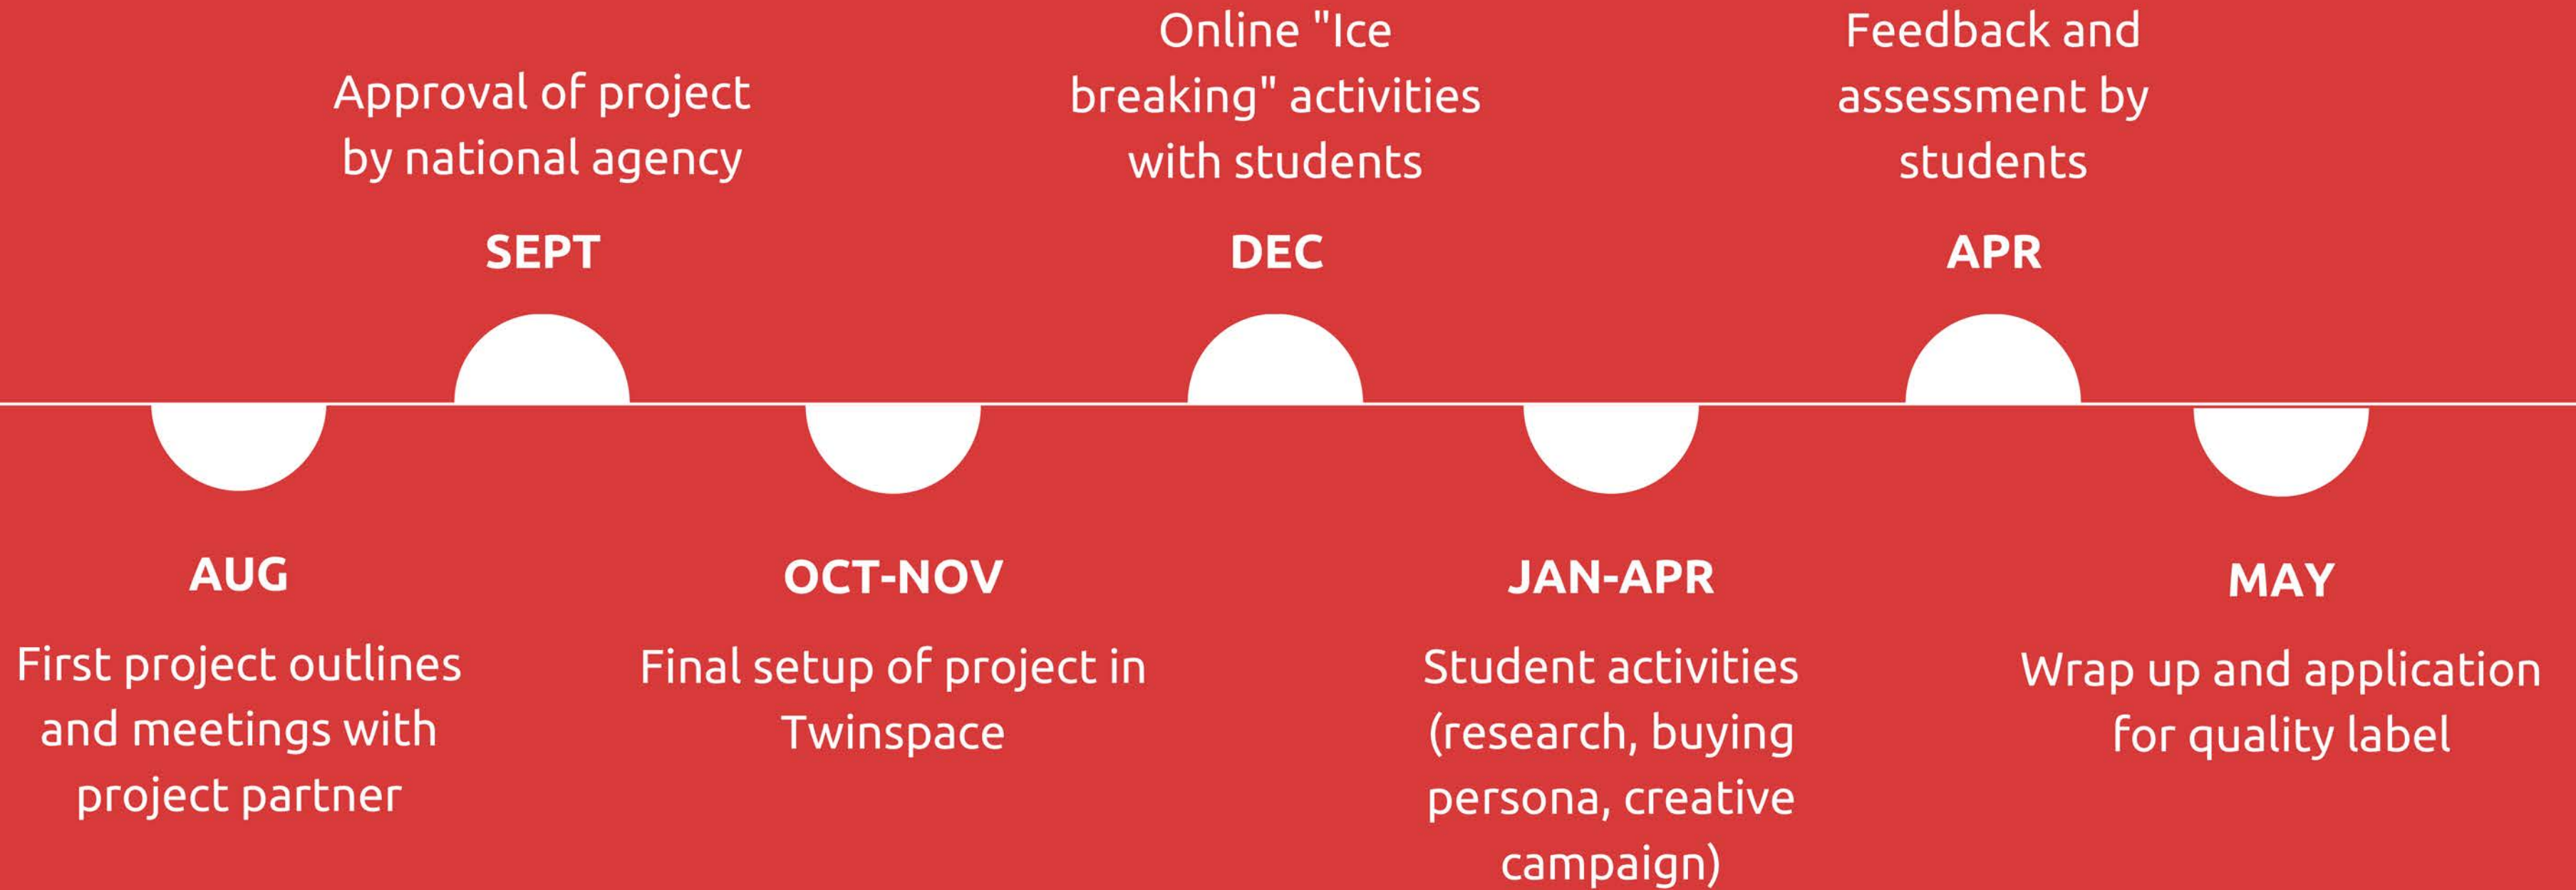 Approval of project
by national agency
SEPT
Online "Ice
breaking" activities
with students
DEC
Feedback and
assessment by
students
APR
AUG
First project outlines
and meetings with
project partner
OCT-NOV
Final setup of project in
Twinspace
JAN-APR
Student activities
(research, buying
persona, creative
campaign)
MAY
Wrap up and application
for quality label